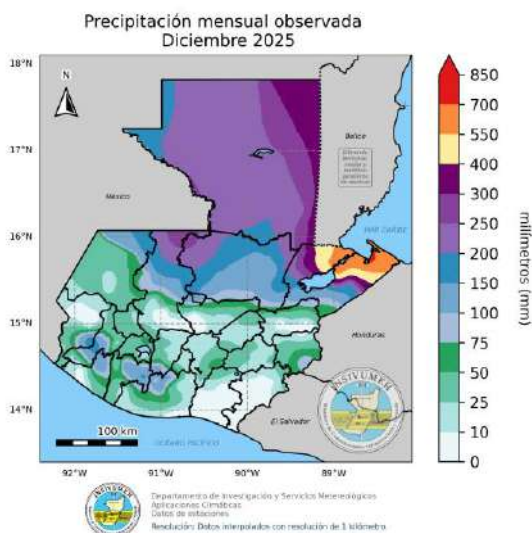 Precipitación mensual observada
Diciembre 2025
18°N
17°N
16°N
15°N
14°N
92°W
91°W
90°W
89°W
N
México
Belice
MAR CARIBE
Honduras
El Salvador
OCÉANO PACÍFICO
100 km
INSIVUMEH
850
700
550
400
300
250
200
150
100
75
50
25
10
0
milímetros (mm)
INSIVUMEH
Departamento de Investigación y Servicios Meteorológicos
Aplicaciones Climáticas
Datos de estaciones
Resolución: Datos interpolados con resolución de 1 kilómetro